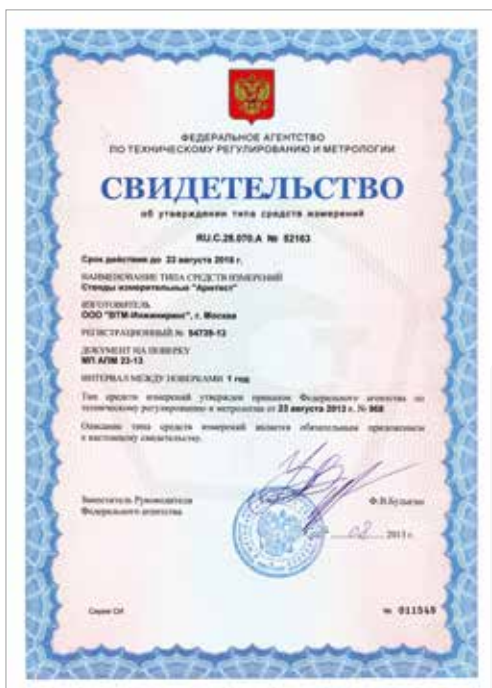 ФЕДЕРАЛЬНОЕ АГЕНТСТВО
ПО ТЕХНИЧЕСКОМУ РЕГУЛИРОВАНИЮ И МЕТРОЛОГИИ
СВИДЕТЕЛЬСТВО
об утверждении типа средств измерений
RU.C.28.070.A № 52163
Срок действия до 23 августа 2018 г.
НАИМЕНОВАНИЕ ТИПА СРЕДСТВ ИЗМЕРЕНИЙ
Стенды измерительные
ИЗГОТОВИТЕЛЬ
ООО "ВТМ-Инжиниринг", г. Москва
РЕГИСТРАЦИОННЫЙ № 54739-13
ДОКУМЕНТ НА ПОВЕРКУ
МП АПМ 23-13
ИНТЕРВАЛ МЕЖДУ ПОВЕРКАМИ 1 год
Тип средств измерений утвержден приказом Федерального агентства по
техническому регулированию и метрологии от 23 августа 2013 г. № 968
Описание типа средств измерений является обязательным приложением
к настоящему свидетельству.
Заместитель Руководителя
Федерального агентства
Ф.В.Булыгин
2013 г.
Серия СИ
№ 011549